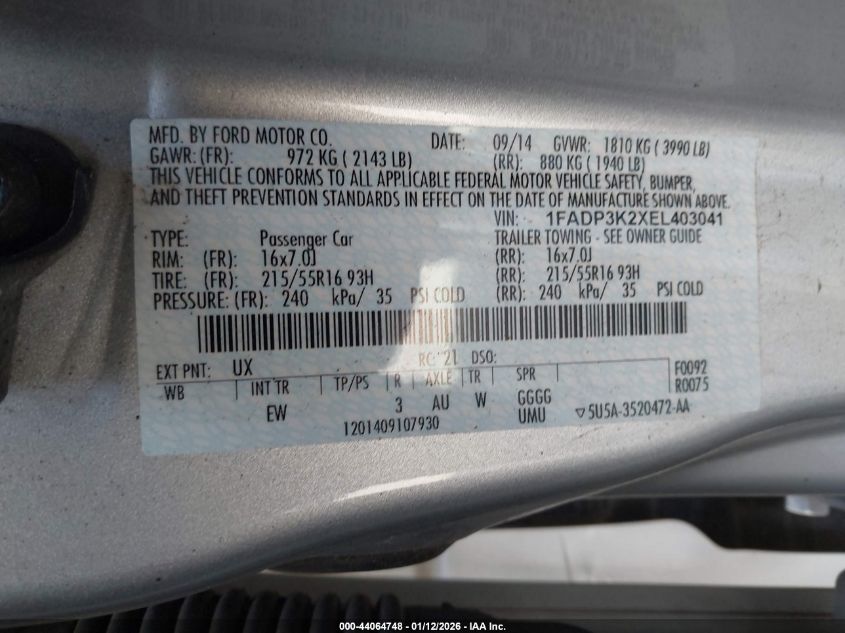 MFD. BY FORD MOTOR CO. DATE: 09/14 GVWR: 1810 KG ( 3990 LB)
GAWR: (FR): 972 KG ( 2143 LB) (RR): 880 KG ( 1940 LB)
THIS VEHICLE CONFORMS TO ALL APPLICABLE FEDERAL MOTOR VEHICLE SAFETY, BUMPER,
AND THEFT PREVENTION STANDARDS IN EFFECT ON THE DATE OF MANUFACTURE SHOWN ABOVE.
VIN: 1FADP3K2XEL403041
TYPE: Passenger Car TRAILER TOWING - SEE OWNER GUIDE
RIM: (FR): 16x7.0J (RR): 16x7.0J
TIRE: (FR): 215/55R16 93H (RR): 215/55R16 93H
PRESSURE: (FR): 240 kPa/ 35 PSI COLD (RR): 240 kPa/ 35 PSI COLD
EXT PNT: UX RC: 21 DSO: F0092
WB INT TR TP/PS R AXLE TR SPR R0075
EW 3 AU W GGGG
UMU ▽5U5A-3520472-AA
1201409107930
000-44064748 - 01/12/2026 - IAA Inc.